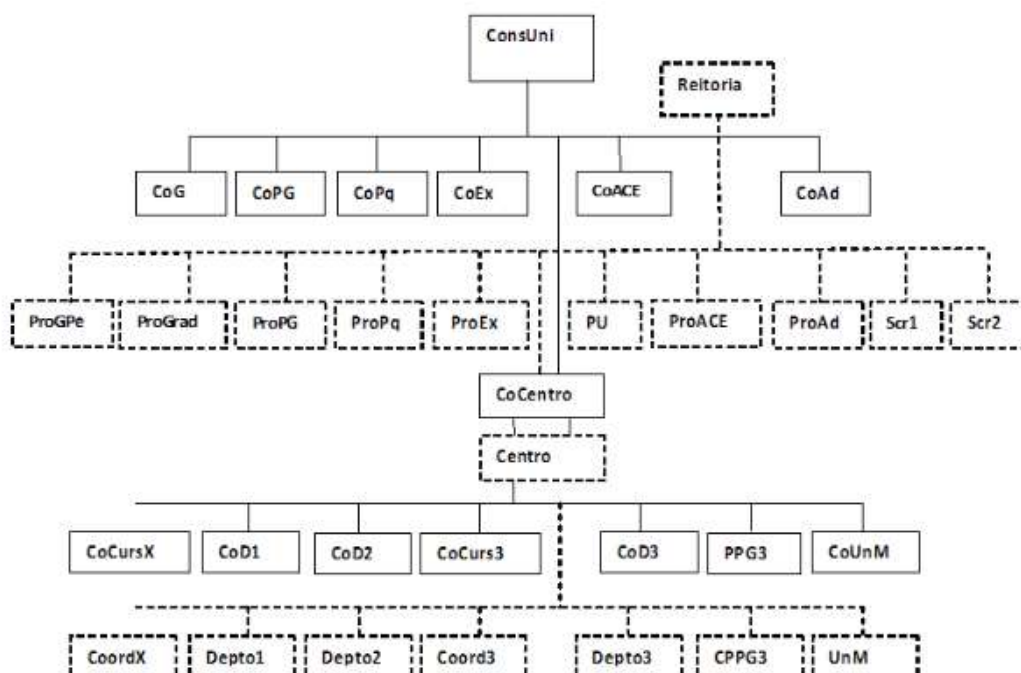 ConsUni
Reitoria
CoG CoPG CoPq CoEx CoACE CoAd
ProGPe ProGrad ProPG ProPq ProEx PU ProACE ProAd Scr1 Scr2
CoCentro
Centro
CoCursX CoD1 CoD2 CoCurs3 CoD3 PPG3 CoUnM
CoordX Depto1 Depto2 Coord3 Depto3 CPPG3 UnM